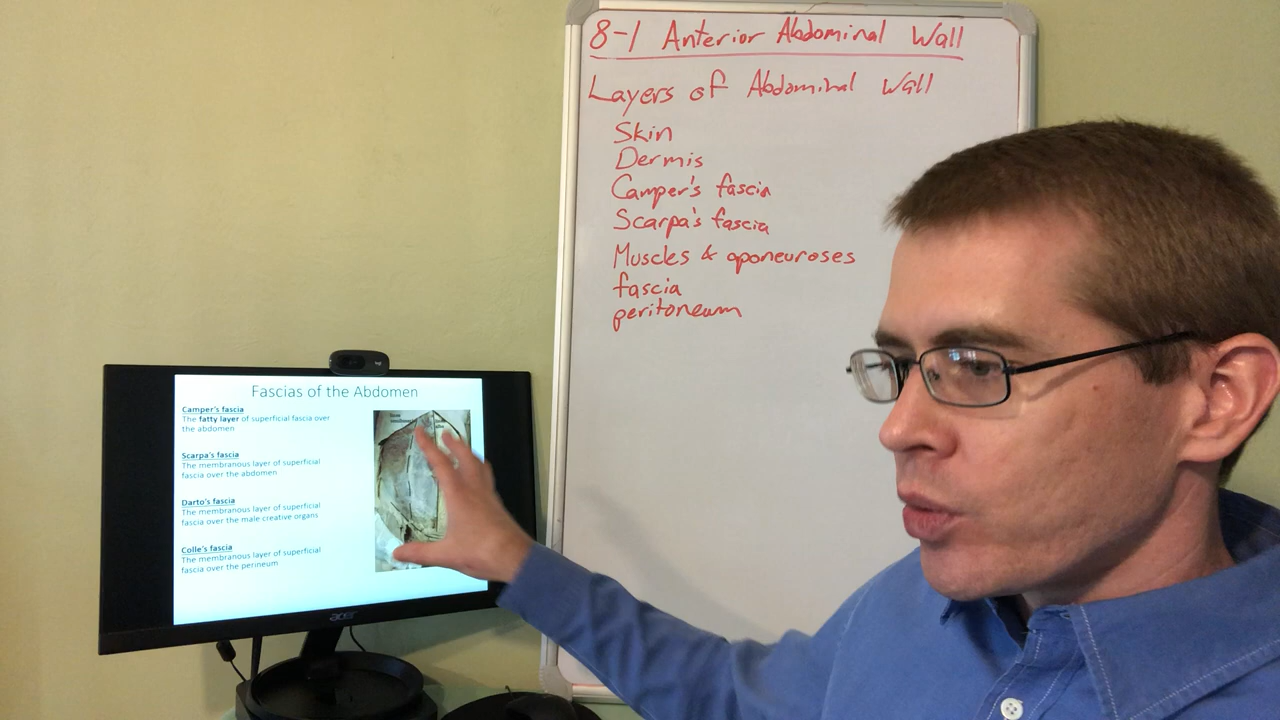 8-1 Anterior Abdominal Wall
Layers of Abdominal Wall
Skin
Dermis
Camper's fascia
Scarpa's fascia
Muscles & aponeuroses
fascia
peritoneum
Fascias of the Abdomen
Camper's fascia
The fatty layer of superficial fascia over
the abdomen
Scarpa's fascia
The membranous layer of superficial
fascia over the abdomen
Darto's fascia
The membranous layer of superficial
fascia over the male creative organs
Colle's fascia
The membranous layer of superficial
fascia over the perineum
acer